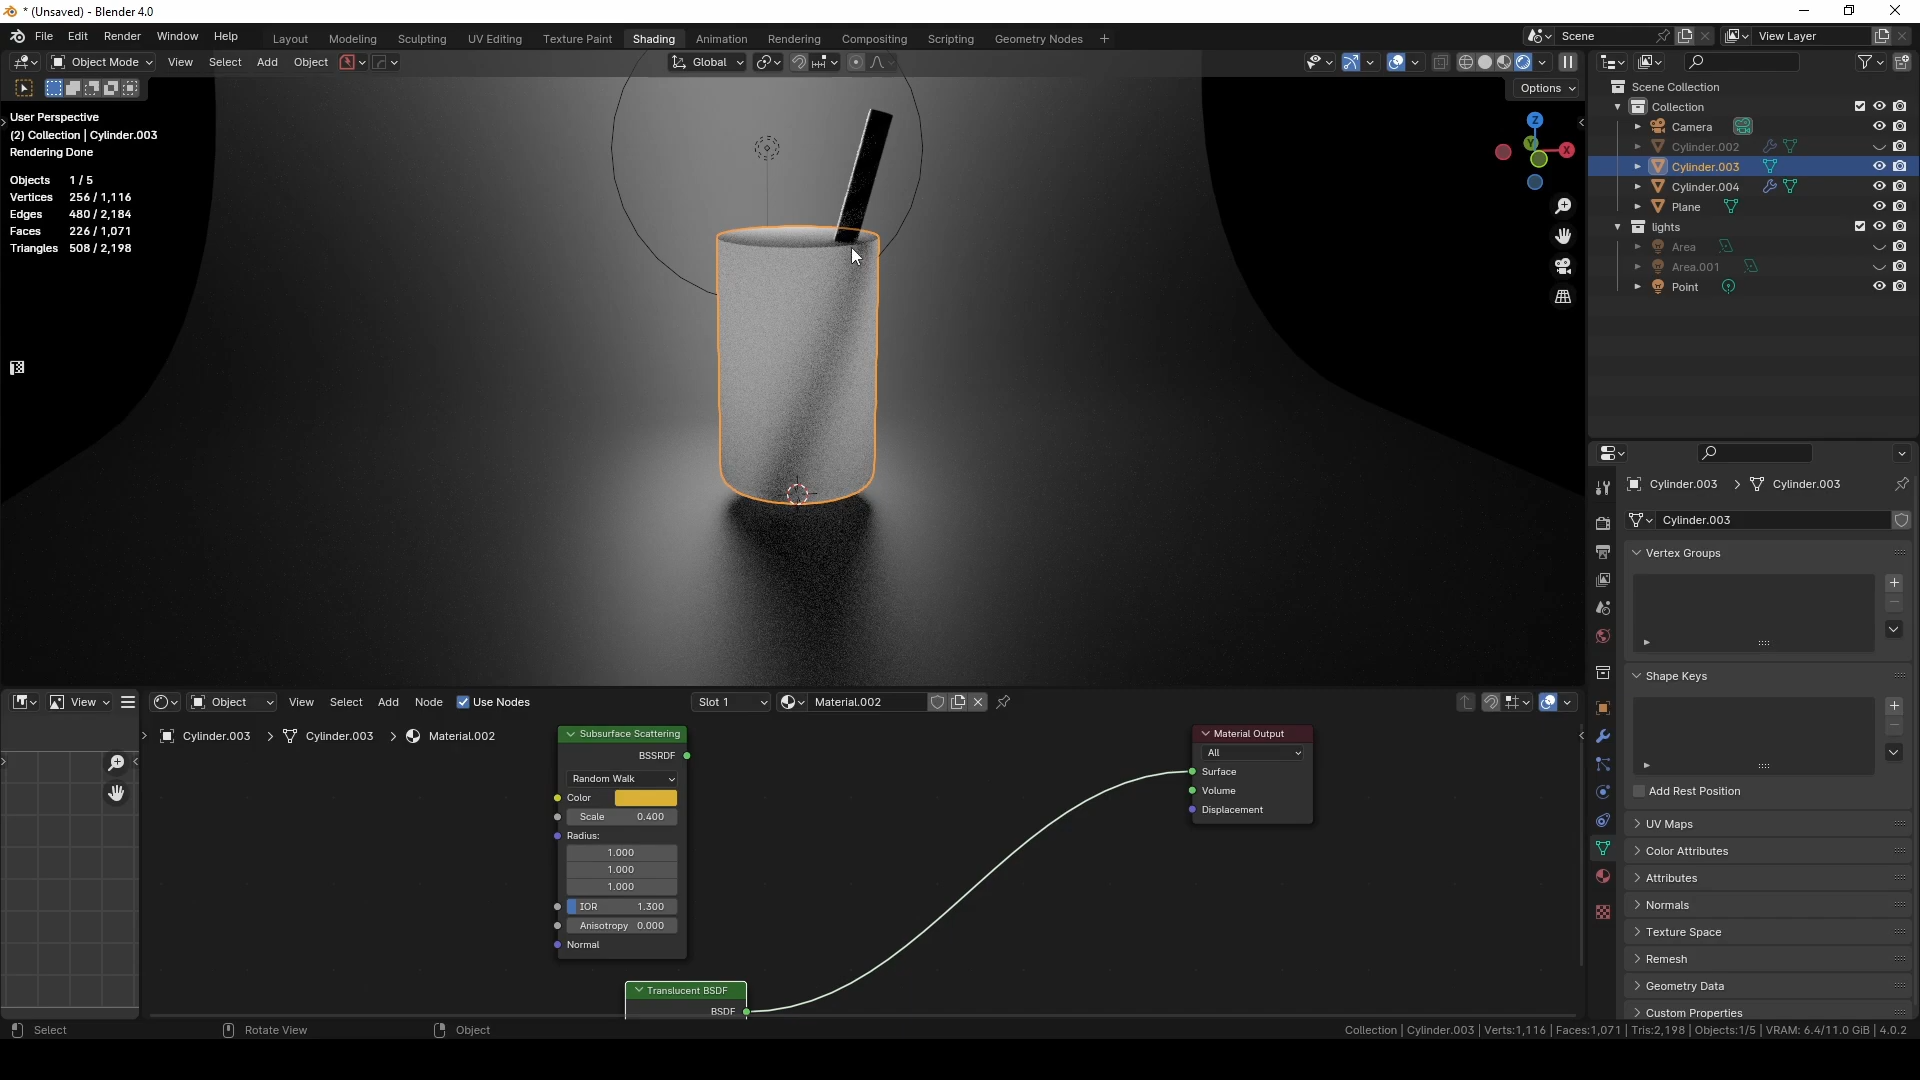 * (Unsaved) - Blender 4.0
File Edit Render Window Help Layout Modeling Sculpting UV Editing Texture Paint Shading Animation Rendering Compositing Scripting Geometry Nodes + Scene View Layer
Object Mode View Select Add Object Global
Options
User Perspective
(2) Collection | Cylinder.003
Rendering Done
Objects 1 / 5
Vertices 256 / 1,116
Edges 480 / 2,184
Faces 226 / 1,071
Triangles 508 / 2,198
Z
Y
X
Scene Collection
Collection
Camera
Cylinder.002
Cylinder.003
Cylinder.004
Plane
lights
Area
Area.001
Point
Cylinder.003 > Cylinder.003
Cylinder.003
Vertex Groups
Shape Keys
Add Rest Position
UV Maps
Color Attributes
Attributes
Normals
Texture Space
Remesh
Geometry Data
Custom Properties
View Object View Select Add Node Use Nodes Slot 1 Material.002
Cylinder.003 > Cylinder.003 > Material.002
Subsurface Scattering
BSSRDF
Random Walk
Color
Scale 0.400
Radius:
1.000
1.000
1.000
IOR 1.300
Anisotropy 0.000
Normal
Translucent BSDF
BSDF
Material Output
All
Surface
Volume
Displacement
Select Rotate View Object Collection | Cylinder.003 | Verts:1,116 | Faces:1,071 | Tris:2,198 | Objects:1/5 | VRAM: 6.4/11.0 GiB | 4.0.2